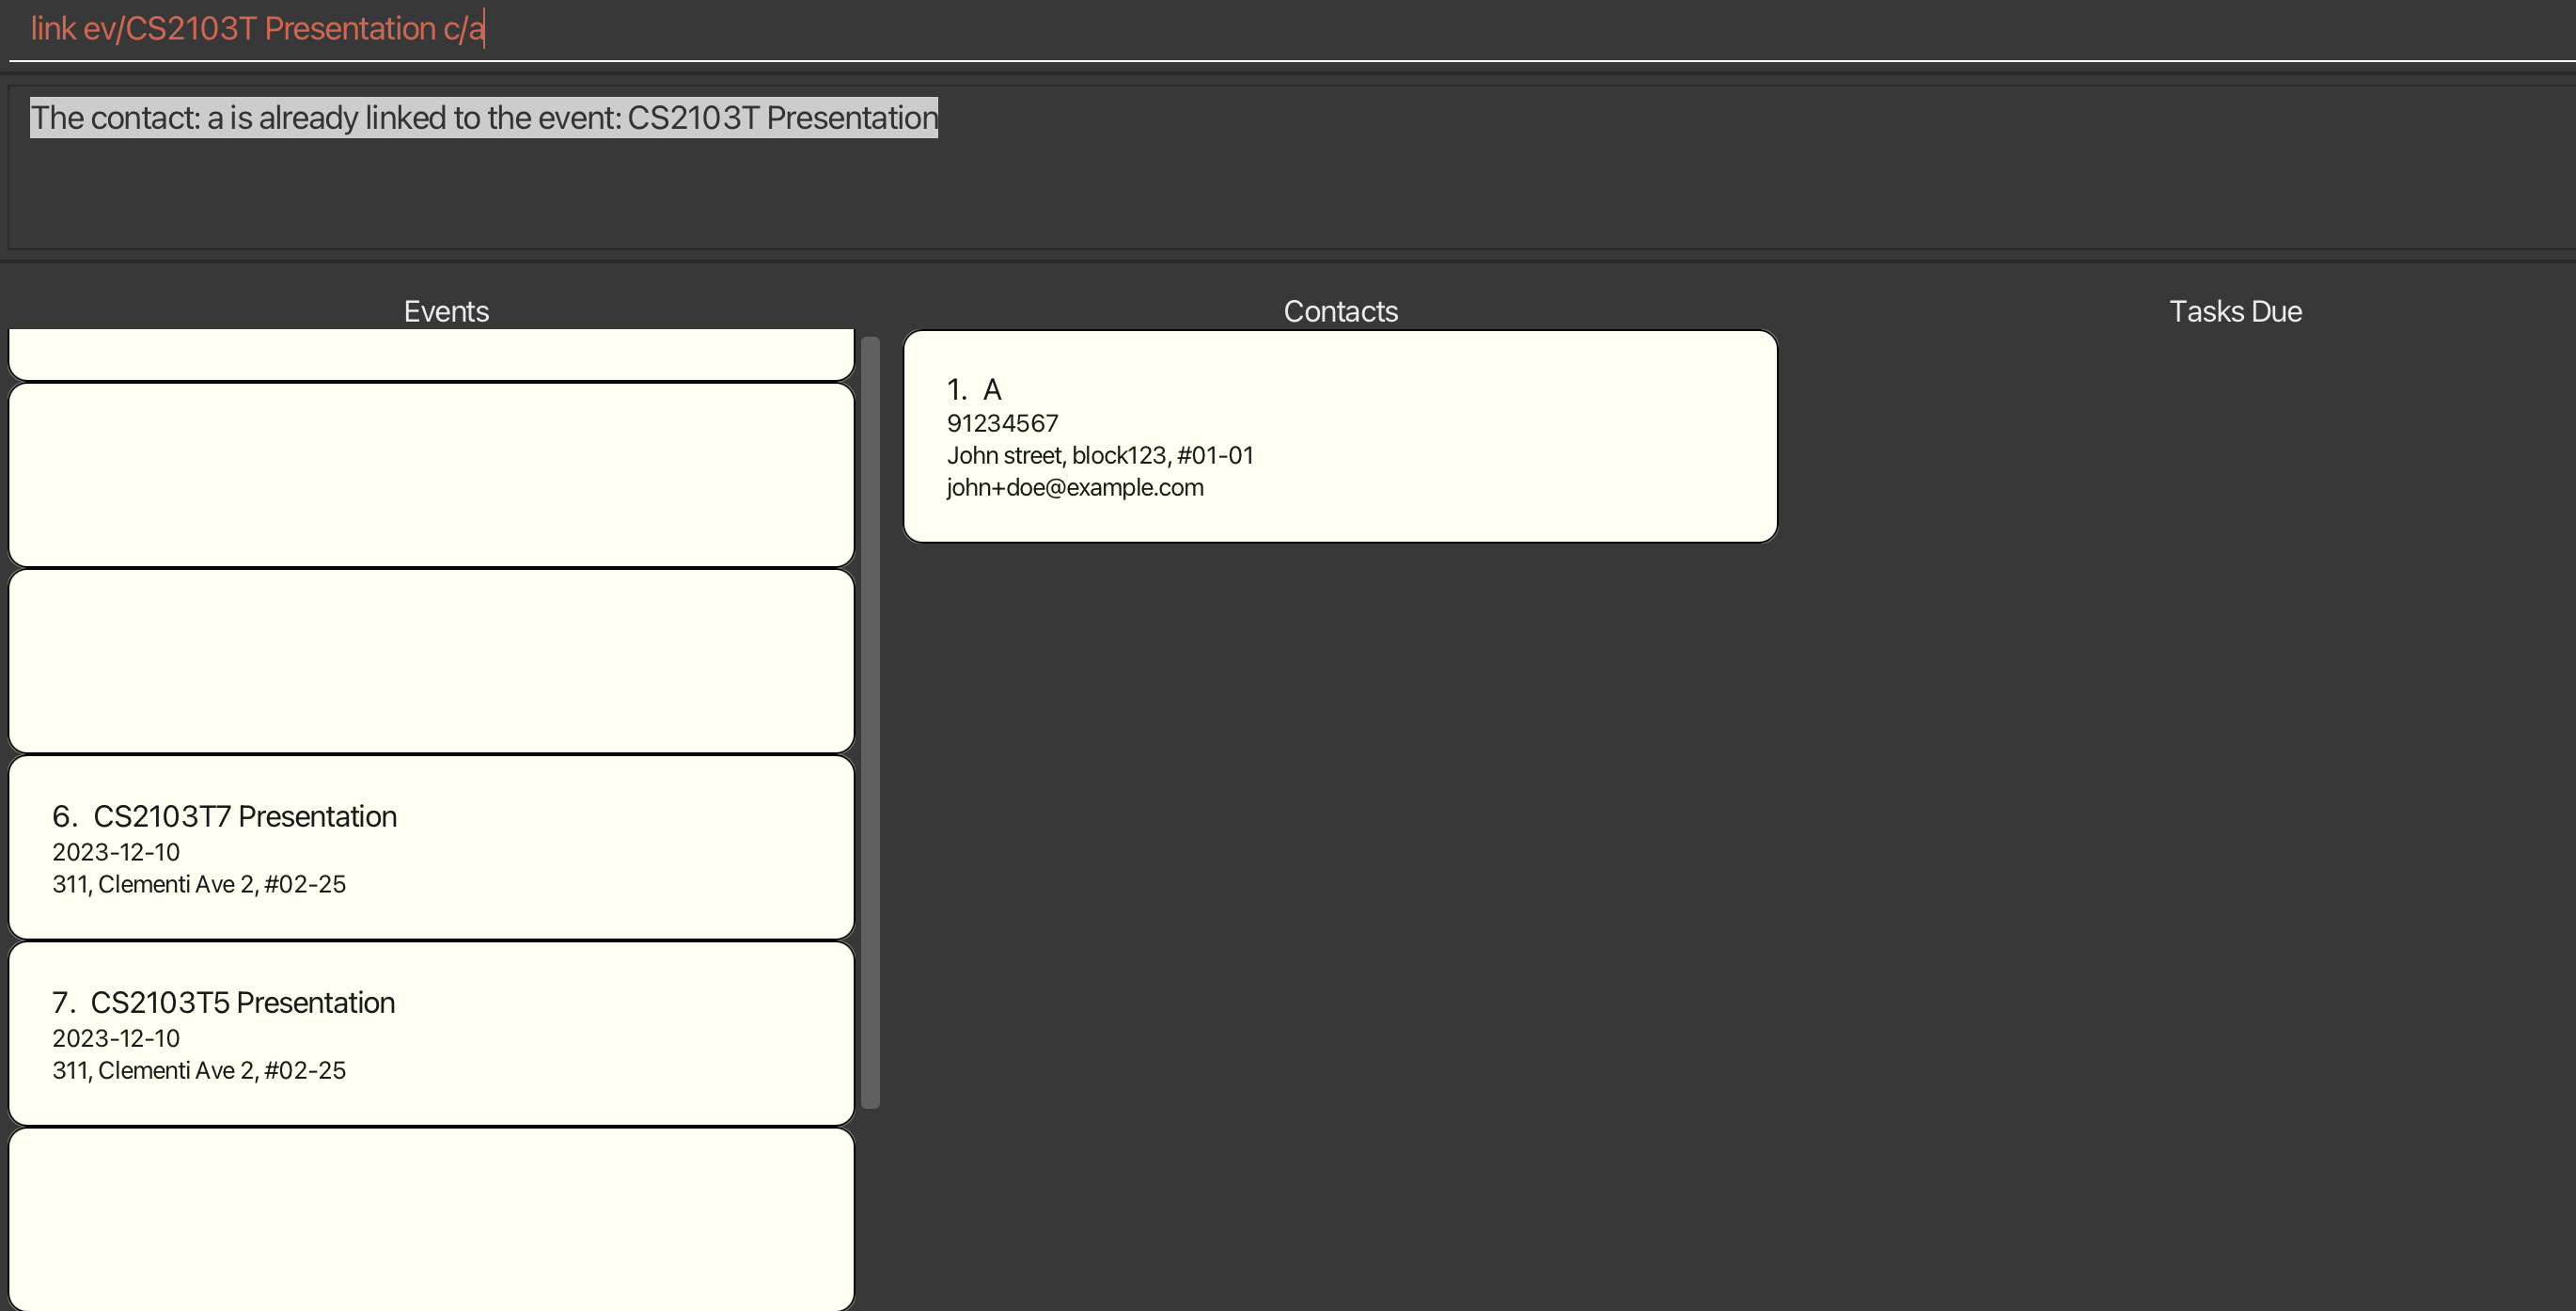 link ev/CS2103T Presentation c/a
The contact: a is already linked to the event: CS2103T Presentation
Events
Contacts
Tasks Due
6. CS2103T7 Presentation
2023-12-10
311, Clementi Ave 2, #02-25
7. CS2103T5 Presentation
2023-12-10
311, Clementi Ave 2, #02-25
1. A
91234567
John street, block123, #01-01
john+doe@example.com